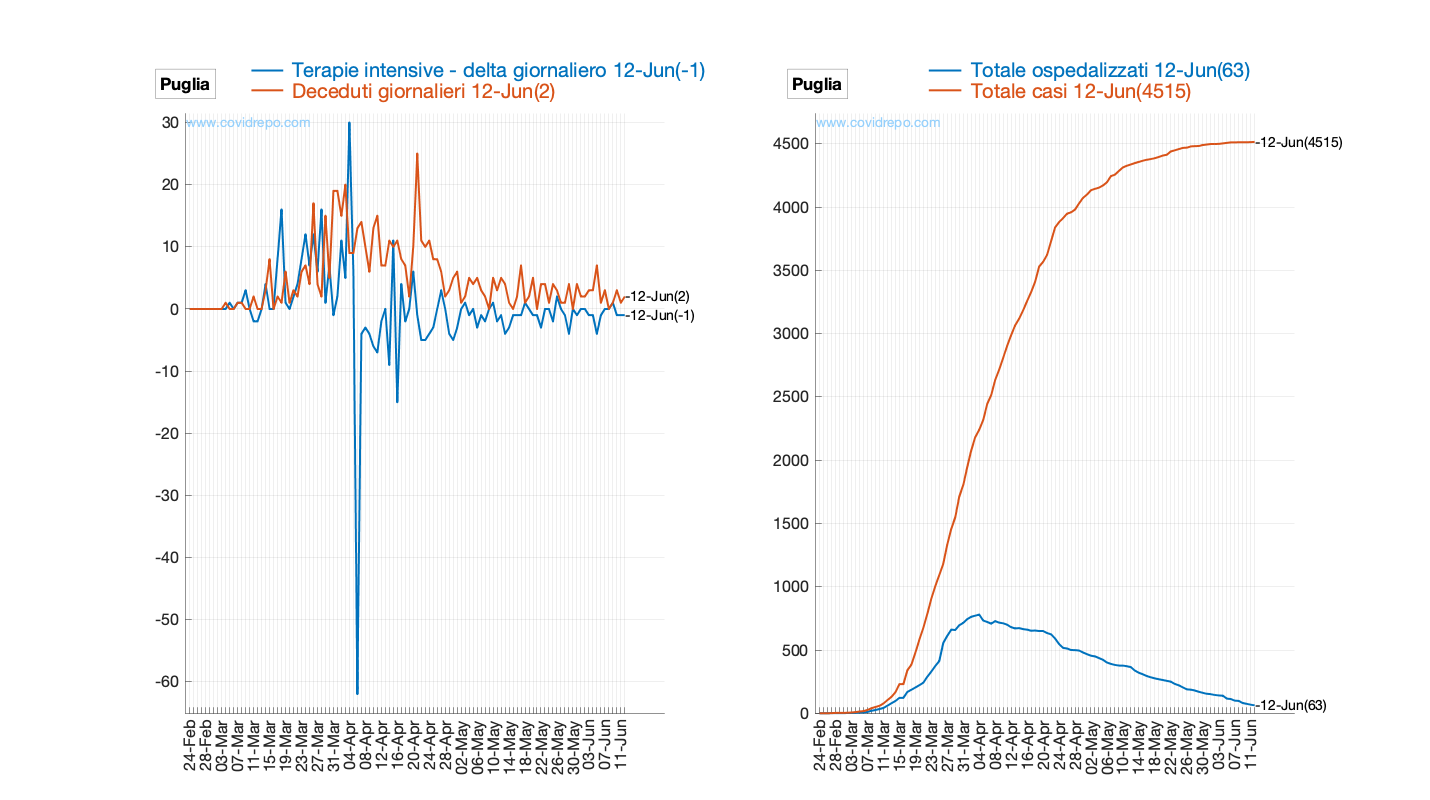 Puglia
Terapie intensive - delta giornaliero 12-Jun(-1)
Deceduti giornalieri 12-Jun(2)
www.covidrepo.com
30
20
10
0
-10
-20
-30
-40
-50
-60
-12-Jun(2)
-12-Jun(-1)
24-Feb
28-Feb
03-Mar
07-Mar
11-Mar
15-Mar
19-Mar
23-Mar
27-Mar
31-Mar
04-Apr
08-Apr
12-Apr
16-Apr
20-Apr
24-Apr
28-Apr
02-May
06-May
10-May
14-May
18-May
22-May
26-May
30-May
03-Jun
07-Jun
11-Jun
Puglia
Totale ospedalizzati 12-Jun(63)
Totale casi 12-Jun(4515)
www.covidrepo.com
4500
4000
3500
3000
2500
2000
1500
1000
500
0
-12-Jun(4515)
-12-Jun(63)
24-Feb
28-Feb
03-Mar
07-Mar
11-Mar
15-Mar
19-Mar
23-Mar
27-Mar
31-Mar
04-Apr
08-Apr
12-Apr
16-Apr
20-Apr
24-Apr
28-Apr
02-May
06-May
10-May
14-May
18-May
22-May
26-May
30-May
03-Jun
07-Jun
11-Jun